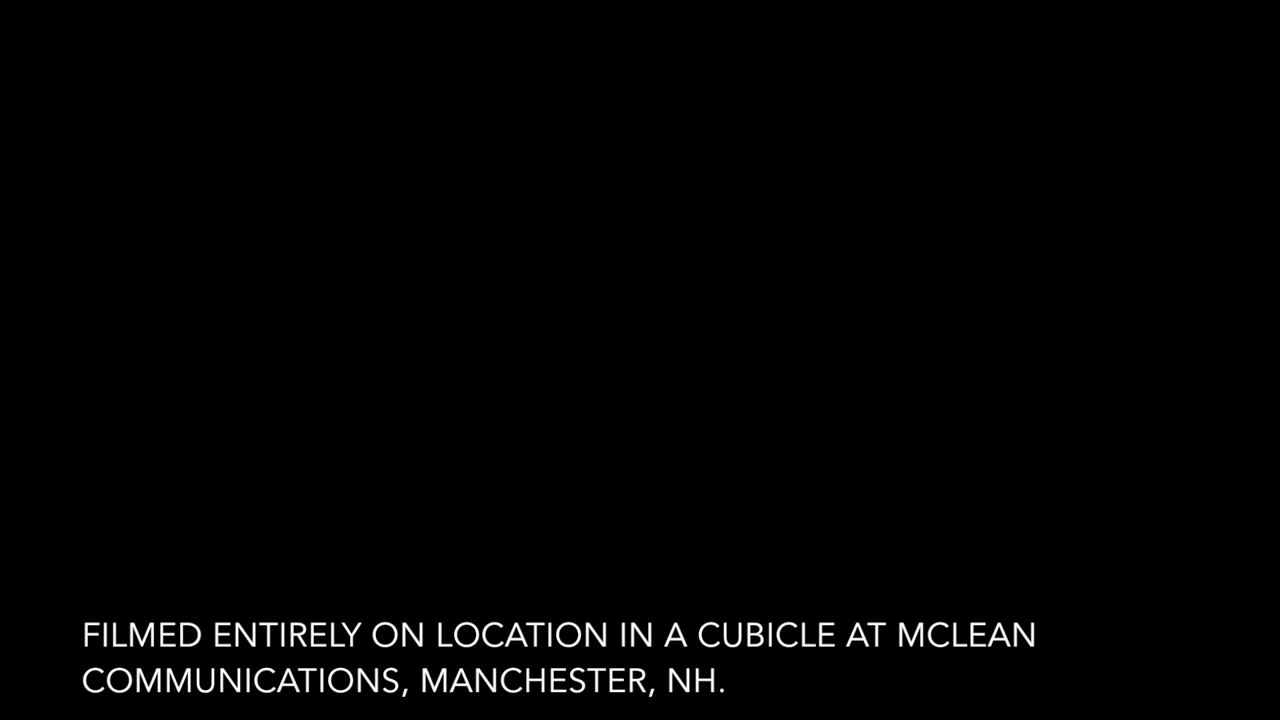 FILMED ENTIRELY ON LOCATION IN A CUBICLE AT MCLEAN
COMMUNICATIONS, MANCHESTER, NH.